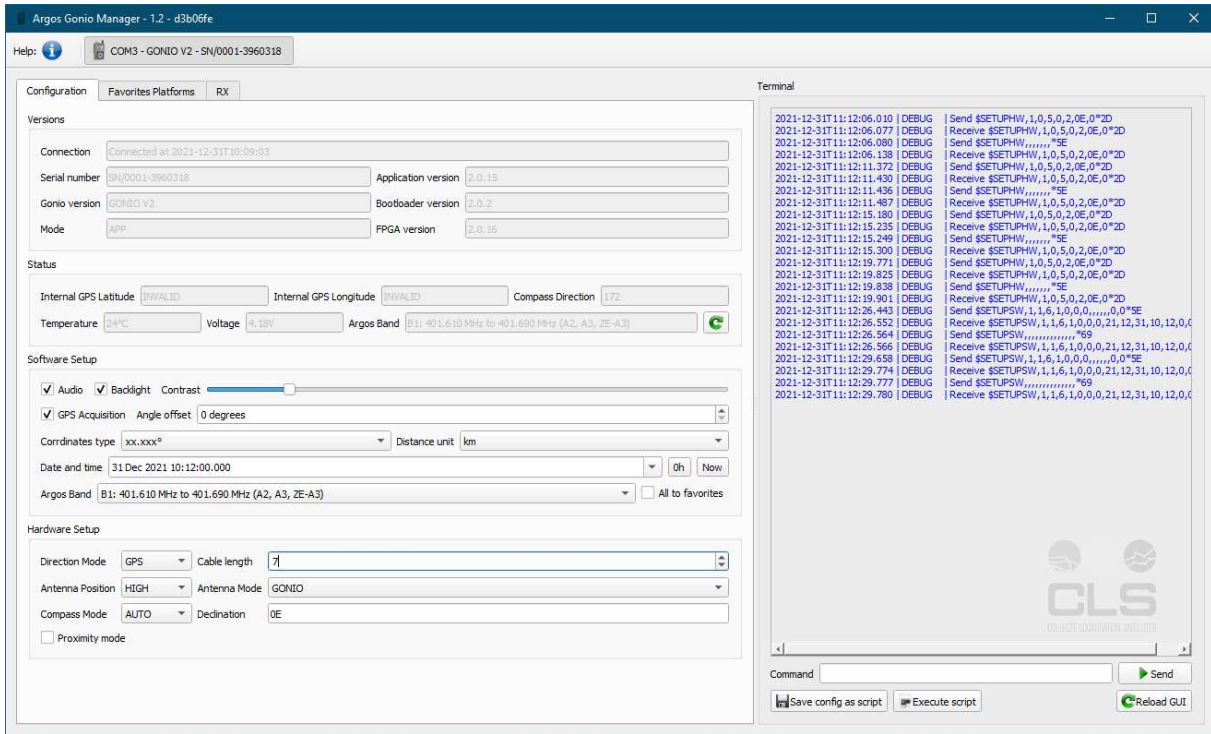 Argos Gonio Manager - 1.2 - d3b06fe
Help: COM3 - GONIO V2 - SN/0001-3960318
Configuration Favorites Platforms RX
Versions
Connection Connected at 2021-12-31T10:09:03
Serial number SN/0001-3960318 Application version 2.0.15
Gonio version GONIO V2 Bootloader version 2.0.2
Mode APP FPGA version 2.0.16
Status
Internal GPS Latitude INVALID Internal GPS Longitude INVALID Compass Direction 172
Temperature 24°C Voltage 4.18V Argos Band B1: 401.610 MHz to 401.690 MHz (A2, A3, ZE-A3)
Software Setup
Audio Backlight Contrast
GPS Acquisition Angle offset 0 degrees
Corrdinates type xx.xxx° Distance unit km
Date and time 31 Dec 2021 10:12:00.000 0h Now
Argos Band B1: 401.610 MHz to 401.690 MHz (A2, A3, ZE-A3) All to favorites
Hardware Setup
Direction Mode GPS Cable length 7
Antenna Position HIGH Antenna Mode GONIO
Compass Mode AUTO Declination 0E
Proximity mode
Terminal
2021-12-31T11:12:06.010 | DEBUG | Send $SETUPHW,1,0,5,0,2,0E,0*2D
2021-12-31T11:12:06.077 | DEBUG | Receive $SETUPHW,1,0,5,0,2,0E,0*2D
2021-12-31T11:12:06.080 | DEBUG | Send $SETUPHW,,,,,,,*5E
2021-12-31T11:12:06.138 | DEBUG | Receive $SETUPHW,1,0,5,0,2,0E,0*2D
2021-12-31T11:12:11.372 | DEBUG | Send $SETUPHW,1,0,5,0,2,0E,0*2D
2021-12-31T11:12:11.430 | DEBUG | Receive $SETUPHW,1,0,5,0,2,0E,0*2D
2021-12-31T11:12:11.436 | DEBUG | Send $SETUPHW,,,,,,,*5E
2021-12-31T11:12:11.487 | DEBUG | Receive $SETUPHW,1,0,5,0,2,0E,0*2D
2021-12-31T11:12:15.180 | DEBUG | Send $SETUPHW,1,0,5,0,2,0E,0*2D
2021-12-31T11:12:15.235 | DEBUG | Receive $SETUPHW,1,0,5,0,2,0E,0*2D
2021-12-31T11:12:15.249 | DEBUG | Send $SETUPHW,,,,,,,*5E
2021-12-31T11:12:15.300 | DEBUG | Receive $SETUPHW,1,0,5,0,2,0E,0*2D
2021-12-31T11:12:19.771 | DEBUG | Send $SETUPHW,1,0,5,0,2,0E,0*2D
2021-12-31T11:12:19.825 | DEBUG | Receive $SETUPHW,1,0,5,0,2,0E,0*2D
2021-12-31T11:12:19.838 | DEBUG | Send $SETUPHW,,,,,,,*5E
2021-12-31T11:12:19.901 | DEBUG | Receive $SETUPHW,1,0,5,0,2,0E,0*2D
2021-12-31T11:12:26.443 | DEBUG | Send $SETUPSW,1,1,6,1,0,0,0,,,,,,0,0*5E
2021-12-31T11:12:26.552 | DEBUG | Receive $SETUPSW,1,1,6,1,0,0,0,21,12,31,10,12,0,0
2021-12-31T11:12:26.564 | DEBUG | Send $SETUPSW,,,,,,,,,,,,,,*69
2021-12-31T11:12:26.566 | DEBUG | Receive $SETUPSW,1,1,6,1,0,0,0,21,12,31,10,12,0,0
2021-12-31T11:12:29.658 | DEBUG | Send $SETUPSW,1,1,6,1,0,0,0,,,,,,0,0*5E
2021-12-31T11:12:29.774 | DEBUG | Receive $SETUPSW,1,1,6,1,0,0,0,21,12,31,10,12,0,0
2021-12-31T11:12:29.777 | DEBUG | Send $SETUPSW,,,,,,,,,,,,,,*69
2021-12-31T11:12:29.780 | DEBUG | Receive $SETUPSW,1,1,6,1,0,0,0,21,12,31,10,12,0,0
CLS
COLLECTE LOCALISATION SATELLITES
Command Send
Save config as script Execute script Reload GUI